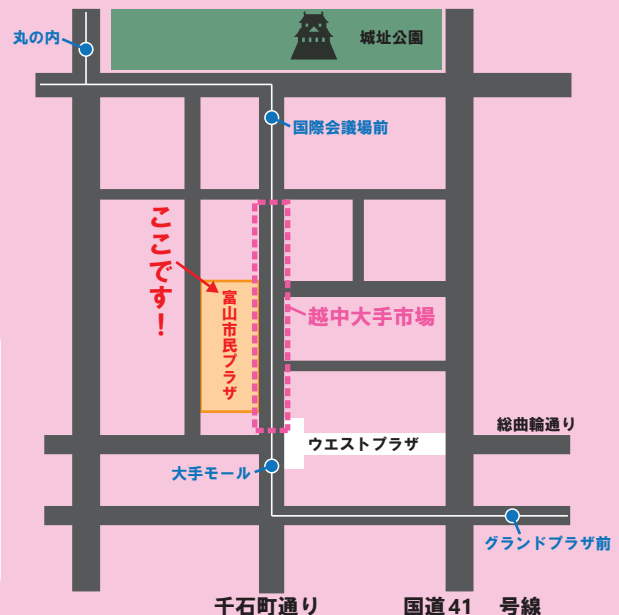 丸の内
城址公園
国際会議場前
ここです！
富山市民プラザ
越中大手市場
総曲輪通り
ウエストプラザ
大手モール
グランドプラザ前
千石町通り
国道41 号線